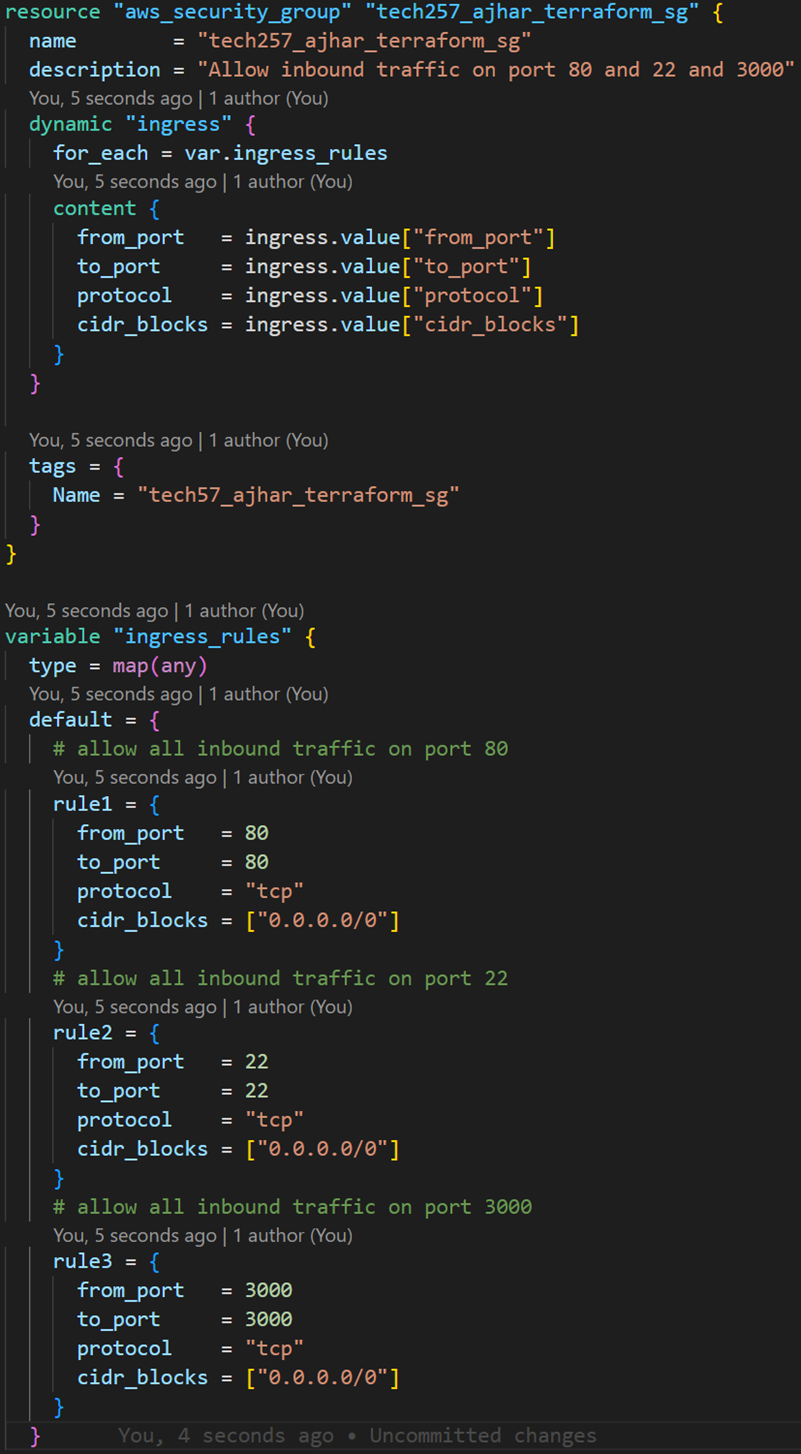 resource "aws_security_group" "tech257_ajhar_terraform_sg" {
  name        = "tech257_ajhar_terraform_sg"
  description = "Allow inbound traffic on port 80 and 22 and 3000"
  You, 5 seconds ago | 1 author (You)
  dynamic "ingress" {
    for_each = var.ingress_rules
    You, 5 seconds ago | 1 author (You)
    content {
      from_port   = ingress.value["from_port"]
      to_port     = ingress.value["to_port"]
      protocol    = ingress.value["protocol"]
      cidr_blocks = ingress.value["cidr_blocks"]
    }
  }
  You, 5 seconds ago | 1 author (You)
  tags = {
    Name = "tech57_ajhar_terraform_sg"
  }
}
You, 5 seconds ago | 1 author (You)
variable "ingress_rules" {
  type = map(any)
  You, 5 seconds ago | 1 author (You)
  default = {
    # allow all inbound traffic on port 80
    You, 5 seconds ago | 1 author (You)
    rule1 = {
      from_port   = 80
      to_port     = 80
      protocol    = "tcp"
      cidr_blocks = ["0.0.0.0/0"]
    }
    # allow all inbound traffic on port 22
    You, 5 seconds ago | 1 author (You)
    rule2 = {
      from_port   = 22
      to_port     = 22
      protocol    = "tcp"
      cidr_blocks = ["0.0.0.0/0"]
    }
    # allow all inbound traffic on port 3000
    You, 5 seconds ago | 1 author (You)
    rule3 = {
      from_port   = 3000
      to_port     = 3000
      protocol    = "tcp"
      cidr_blocks = ["0.0.0.0/0"]
    }
  }       You, 4 seconds ago • Uncommitted changes